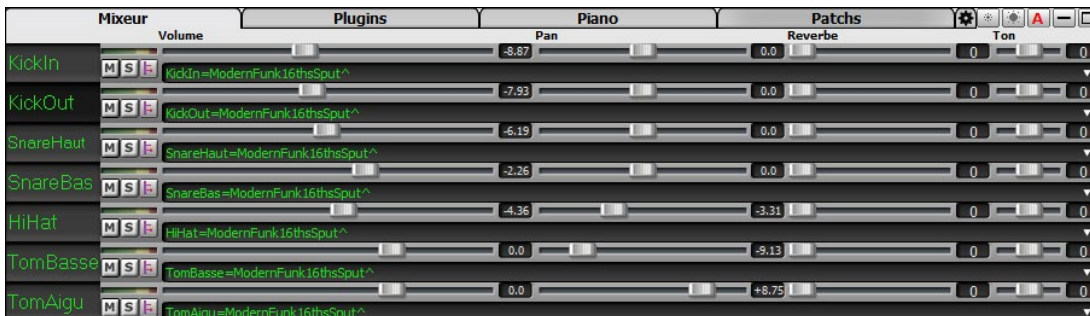 Mixeur Plugins Piano Patchs A
Volume Pan Reverbe Ton
KickIn -8.87 0.0 0 0
M S KickIn=ModernFunk16thsSput^
KickOut -7.93 0.0 0 0
M S KickOut=ModernFunk16thsSput^
SnareHaut -6.19 0.0 0 0
M S SnareHaut=ModernFunk16thsSput^
SnareBas -2.26 0.0 0 0
M S SnareBas=ModernFunk16thsSput^
HiHat -4.36 -3.31 0 0
M S HiHat=ModernFunk16thsSput^
TomBasse 0.0 -9.13 0 0
M S TomBasse=ModernFunk16thsSput^
TomAigu 0.0 +8.75 0 0
M S TomAigu=ModernFunk16thsSput^